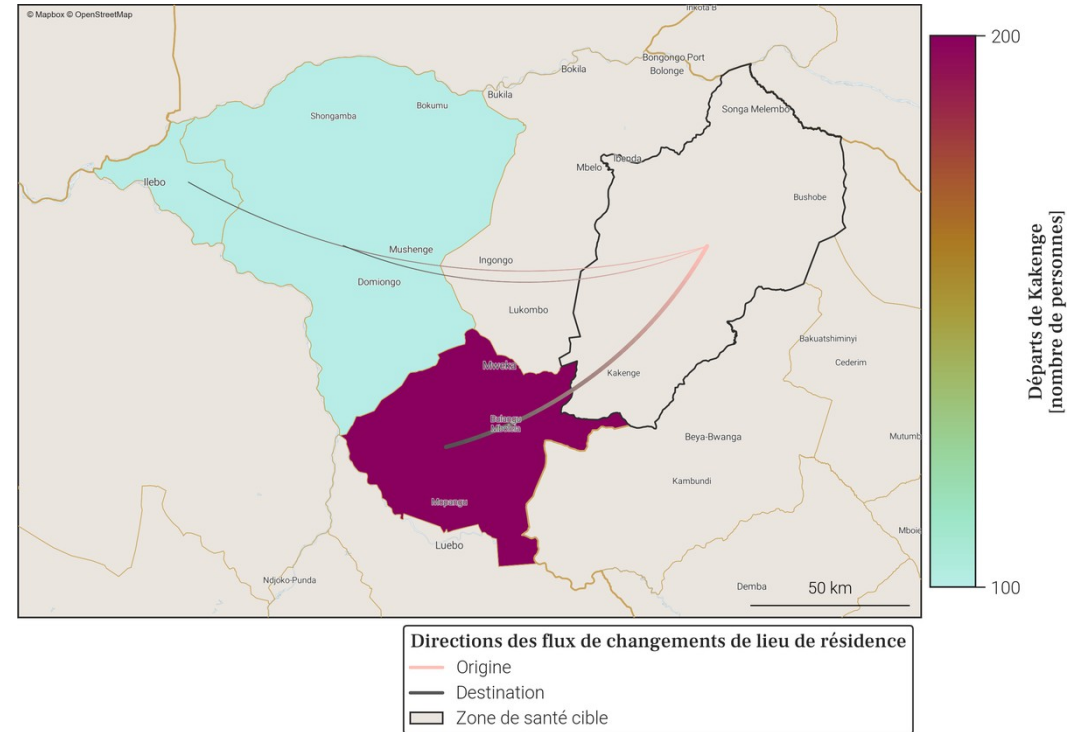 © Mapbox © OpenStreetMap
Inkota B
Bongongo Port
Bolonge
Bokila
Bukila
Bokumu
Shongamba
Songa Melembo
Ibenda
Mbelo
Ilebo
Bushobe
Mushenge
Ingongo
Domiongo
Lukombo
Bakuatshiminyi
Cederim
Mweka
Kakenge
Beya-Bwanga
Mutumb
Kambundi
Mapangu
Mboie
Luebo
Ndjoko-Punda
Demba
50 km
200
100
Départs de Kakenge
[nombre de personnes]
Directions des flux de changements de lieu de résidence
Origine
Destination
Zone de santé cible